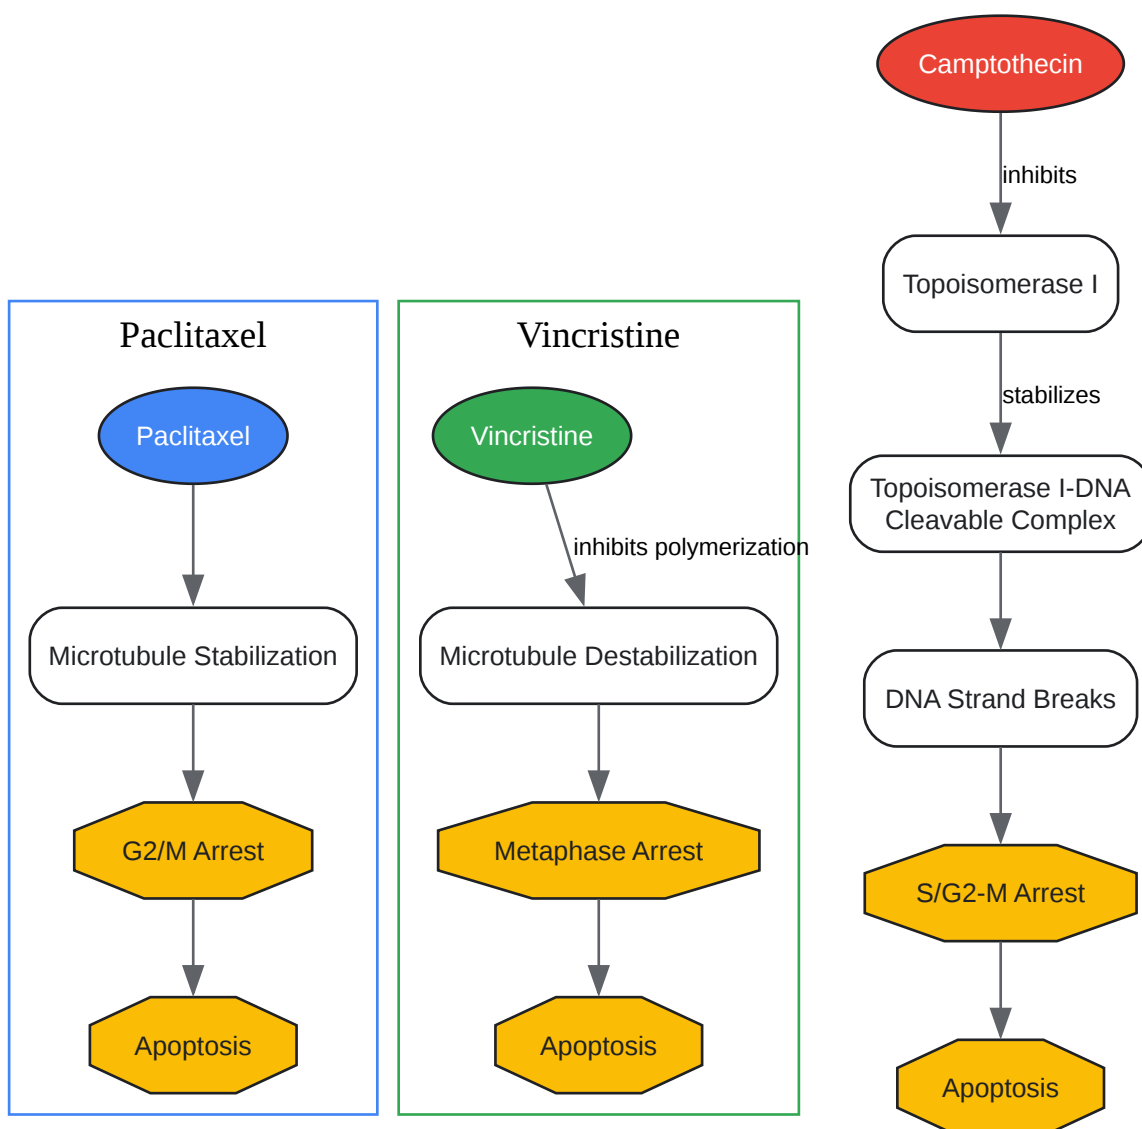 Paclitaxel
Paclitaxel
Microtubule Stabilization
G2/M Arrest
Apoptosis
Vincristine
Vincristine
inhibits polymerization
Microtubule Destabilization
Metaphase Arrest
Apoptosis
Camptothecin
inhibits
Topoisomerase I
stabilizes
Topoisomerase I-DNA
Cleavable Complex
DNA Strand Breaks
S/G2-M Arrest
Apoptosis